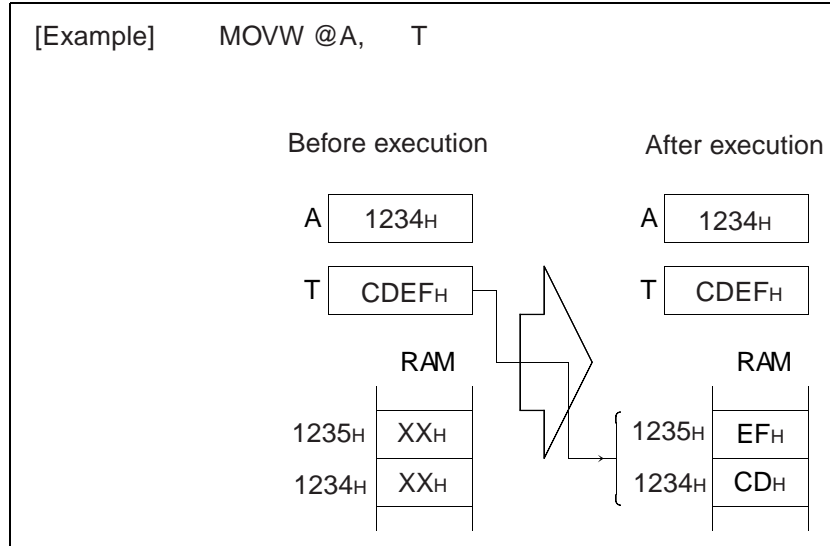 [Example] MOVW @A, T
Before execution After execution
A 1234H A 1234H
T CDEFH T CDEFH
RAM RAM
1235H XXH 1235H EFH
1234H XXH 1234H CDH